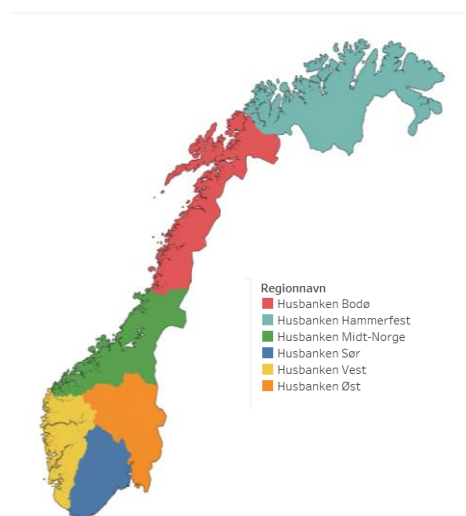 Regionnavn
Husbanken Bodø
Husbanken Hammerfest
Husbanken Midt-Norge
Husbanken Sør
Husbanken Vest
Husbanken Øst